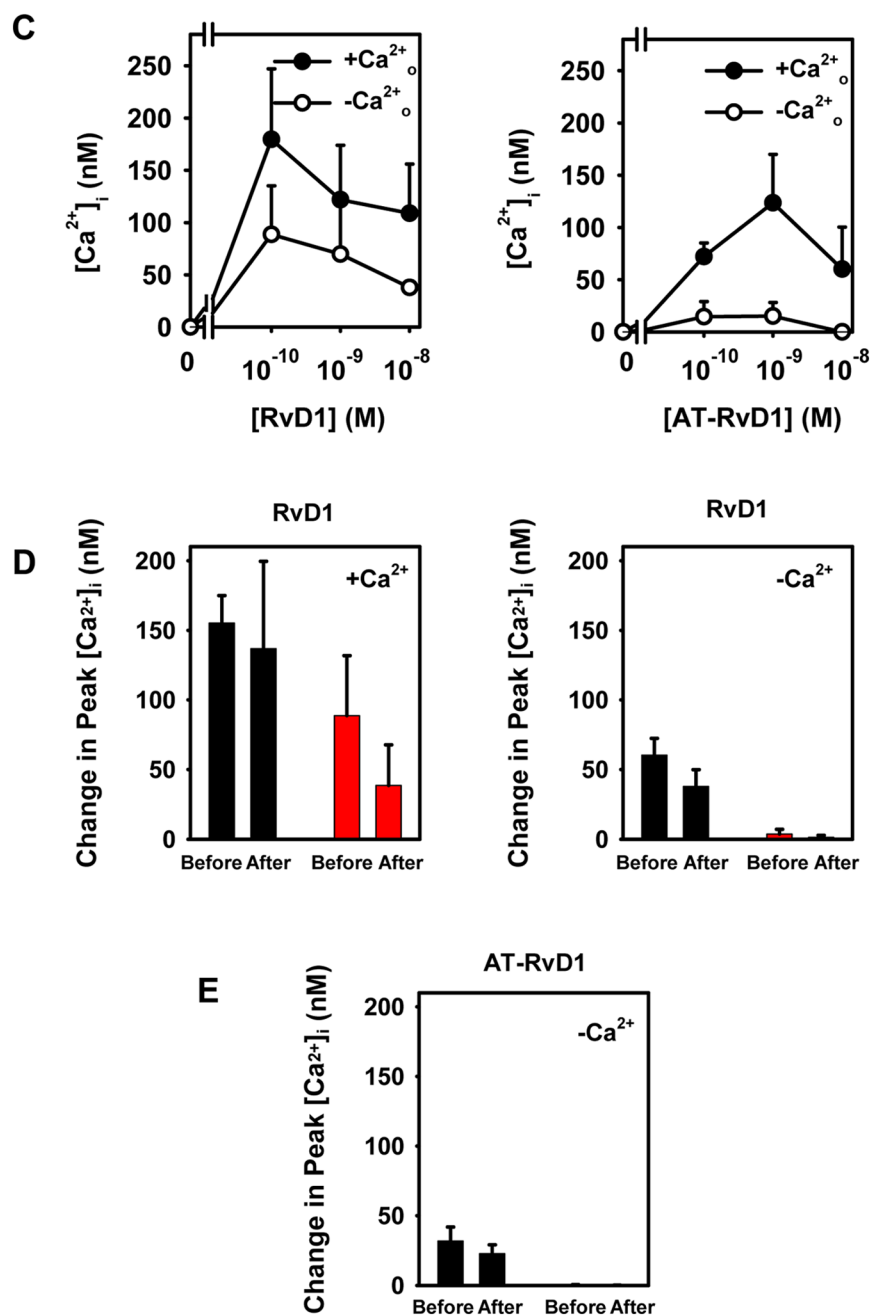 C
[Ca²⁺]ᵢ (nM)
250
200
150
100
50
0
+Ca²⁺ₒ
-Ca²⁺ₒ
0 10⁻¹⁰ 10⁻⁹ 10⁻⁸
[RvD1] (M)
[Ca²⁺]ᵢ (nM)
250
200
150
100
50
0
+Ca²⁺ₒ
-Ca²⁺ₒ
0 10⁻¹⁰ 10⁻⁹ 10⁻⁸
[AT-RvD1] (M)
D
RvD1
Change in Peak [Ca²⁺]ᵢ (nM)
200
150
100
50
0
+Ca²⁺
Before After Before After
RvD1
Change in Peak [Ca²⁺]ᵢ (nM)
200
150
100
50
0
-Ca²⁺
Before After Before After
E
AT-RvD1
Change in Peak [Ca²⁺]ᵢ (nM)
200
150
100
50
0
-Ca²⁺
Before After Before After